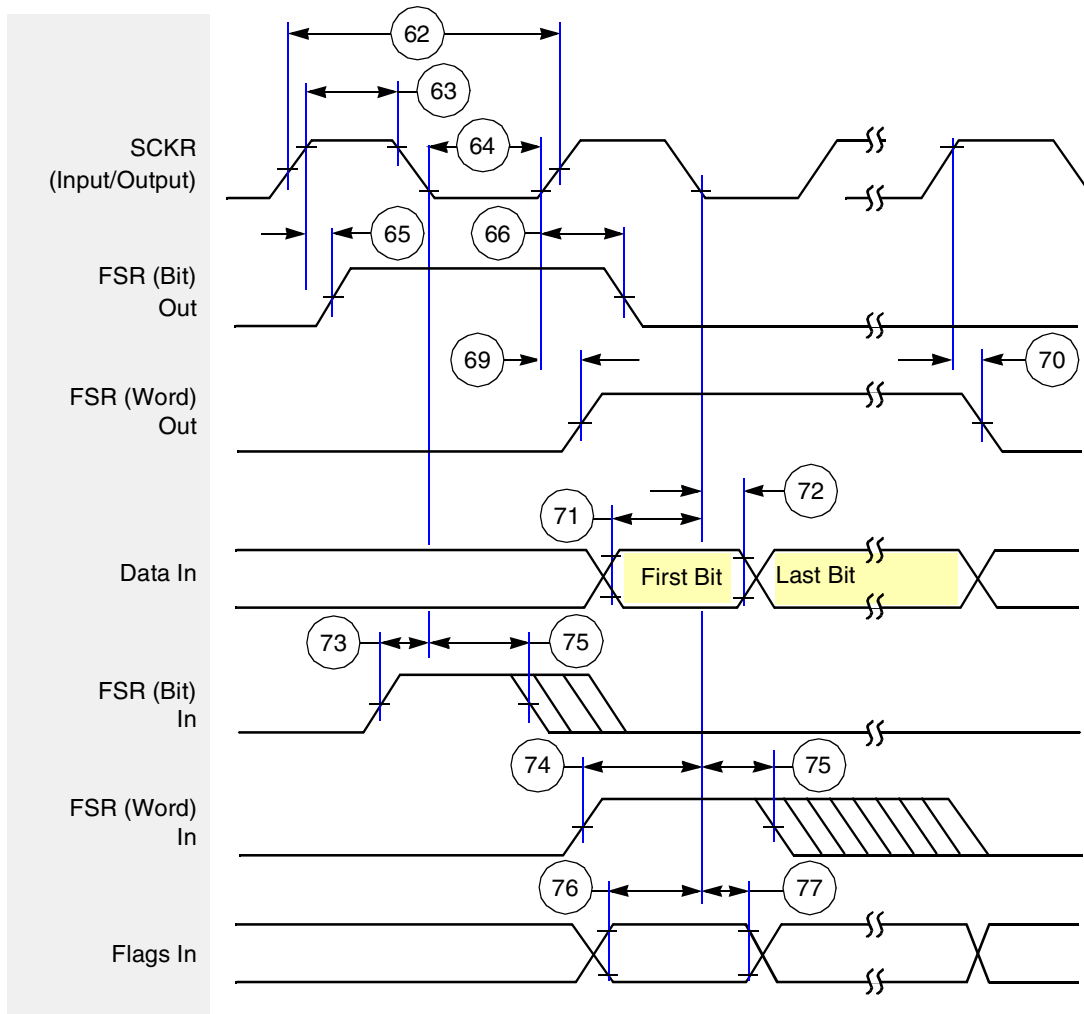 62
63
SCKR
(Input/Output)
64
65
66
FSR (Bit)
Out
69
70
FSR (Word)
Out
71
72
Data In
First Bit
Last Bit
73
75
FSR (Bit)
In
74
75
FSR (Word)
In
76
77
Flags In